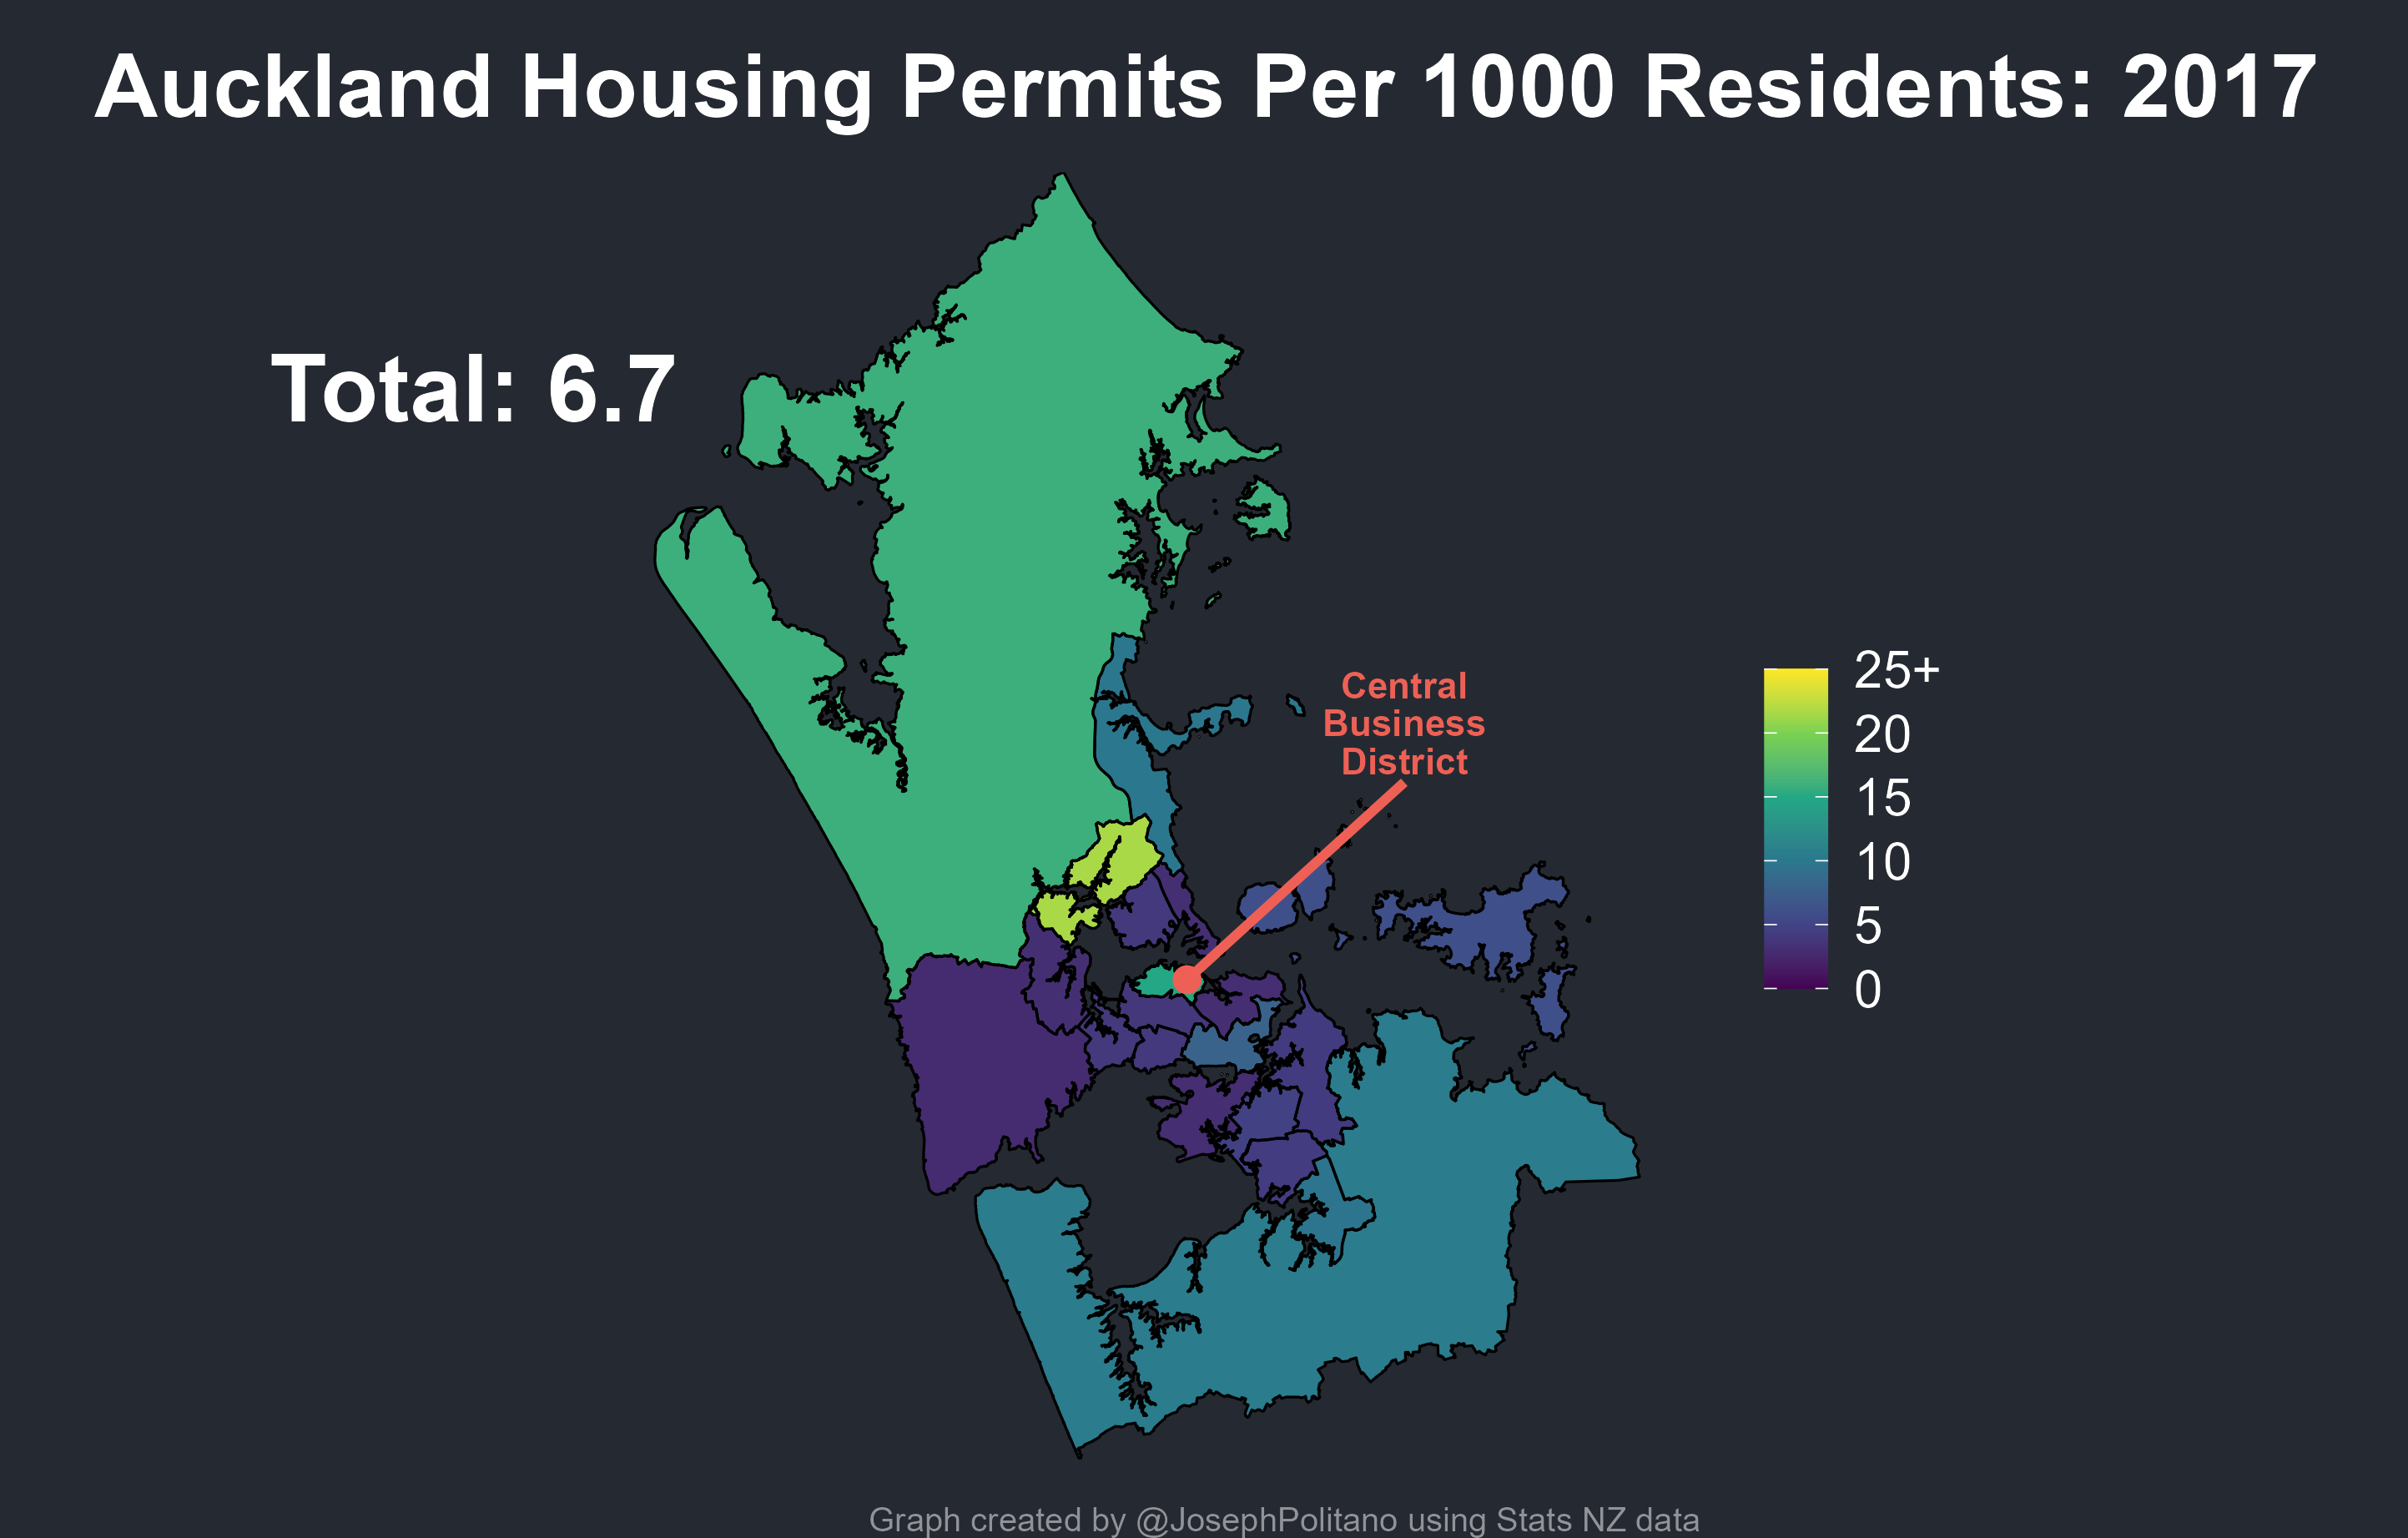 Auckland Housing Permits Per 1000 Residents: 2017
Total: 6.7
Central
Business
District
25+
20
15
10
5
0
Graph created by @JosephPolitano using Stats NZ data